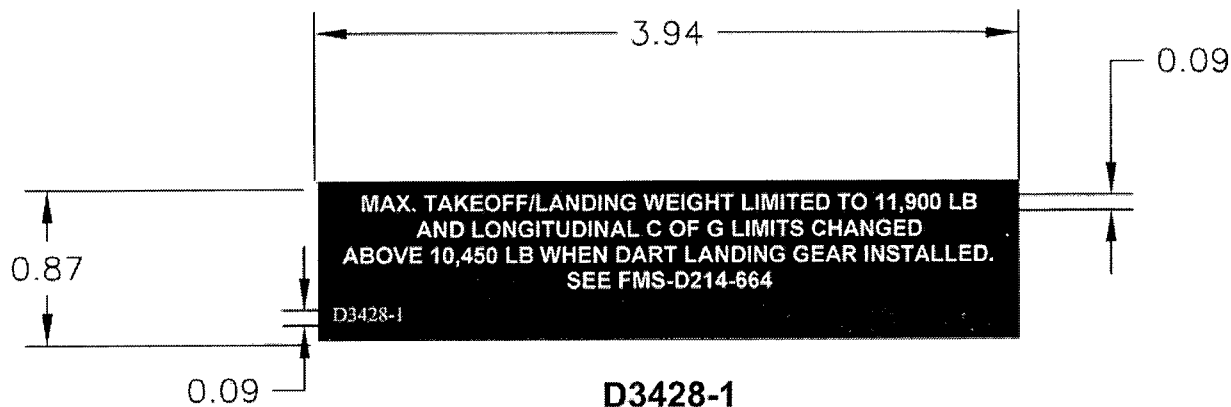 3.94
0.09
MAX. TAKEOFF/LANDING WEIGHT LIMITED TO 11,900 LB
AND LONGITUDINAL C OF G LIMITS CHANGED
ABOVE 10,450 LB WHEN DART LANDING GEAR INSTALLED.
SEE FMS-D214-664
0.87
D3428-1
0.09
D3428-1